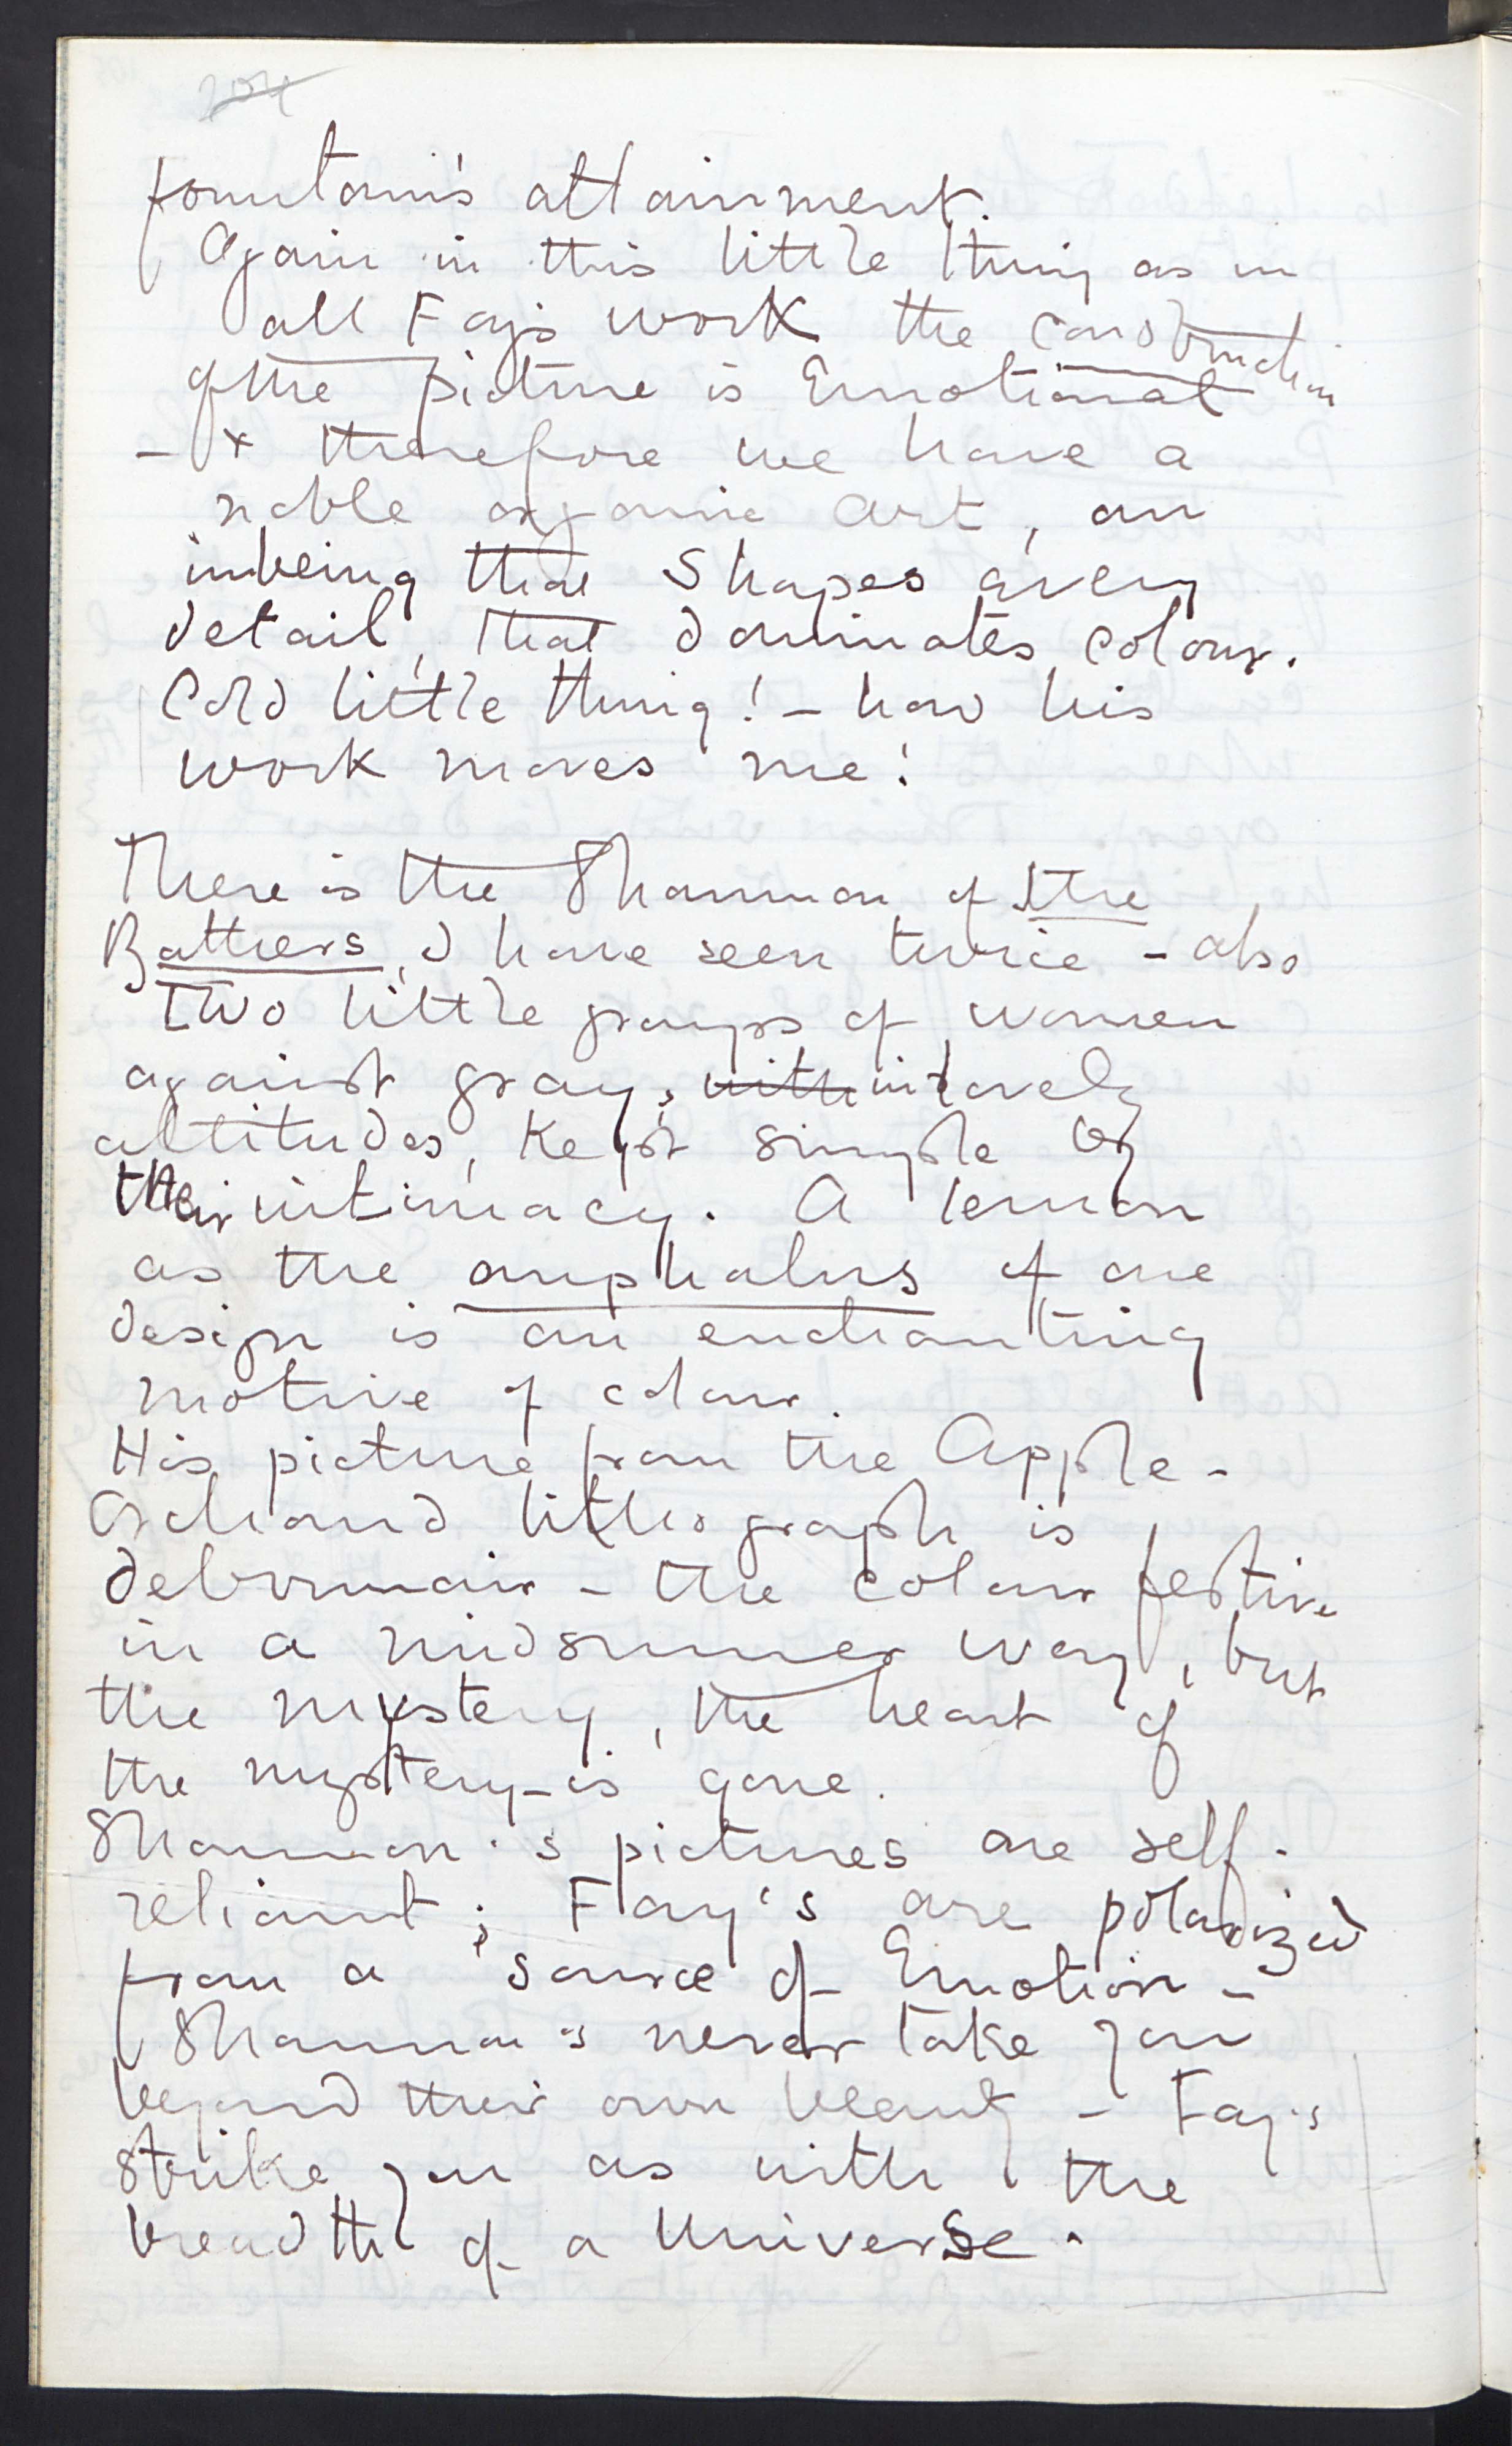 204
fountain's attainment.
Again in this little thing as in
all Fay's work the construction
of the picture is Emotional
– & therefore we have a
noble organic art, an
inbeing that shapes every
detail, that dominates colour.
Cold little thing! – how his
work moves me!
There is the Shannon of the
Bathers, I have seen twice – also
two little groups of women
against gray, with in lovely
attitudes, kept simple by
their intimacy. A lemon
as the omphalus of one
design is an enchanting
motive of colour.
His picture from the Apple-
Orchard lithograph is
debonnair – the colour festive
in a midsummer way, but
the mystery, the heart of
the mystery – is gone.
Shannon's pictures are self-
reliant; Fay's are polarized
from a source of Emotion –
Shannon's never take you
beyond their own beauty – Fay's
strike you as with the
breadth of a Universe.